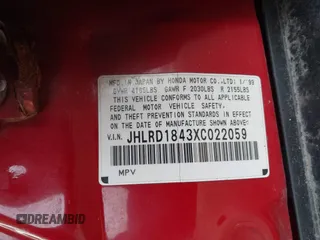 MFD. IN JAPAN BY HONDA MOTOR CO.,LTD. '99
GVWR 4155LBS GAWR F 2030LBS R 2155LBS
THIS VEHICLE CONFORMS TO ALL APPLICABLE
FEDERAL MOTOR VEHICLE SAFETY,
AND
THEFT PREVENTION STANDARDS IN EFFECT
ON THE DATE OF MANUFACTURE SHOWN ABOVE.
V.I.N. JHLRD1843XC022059
MPV
DREAMBID